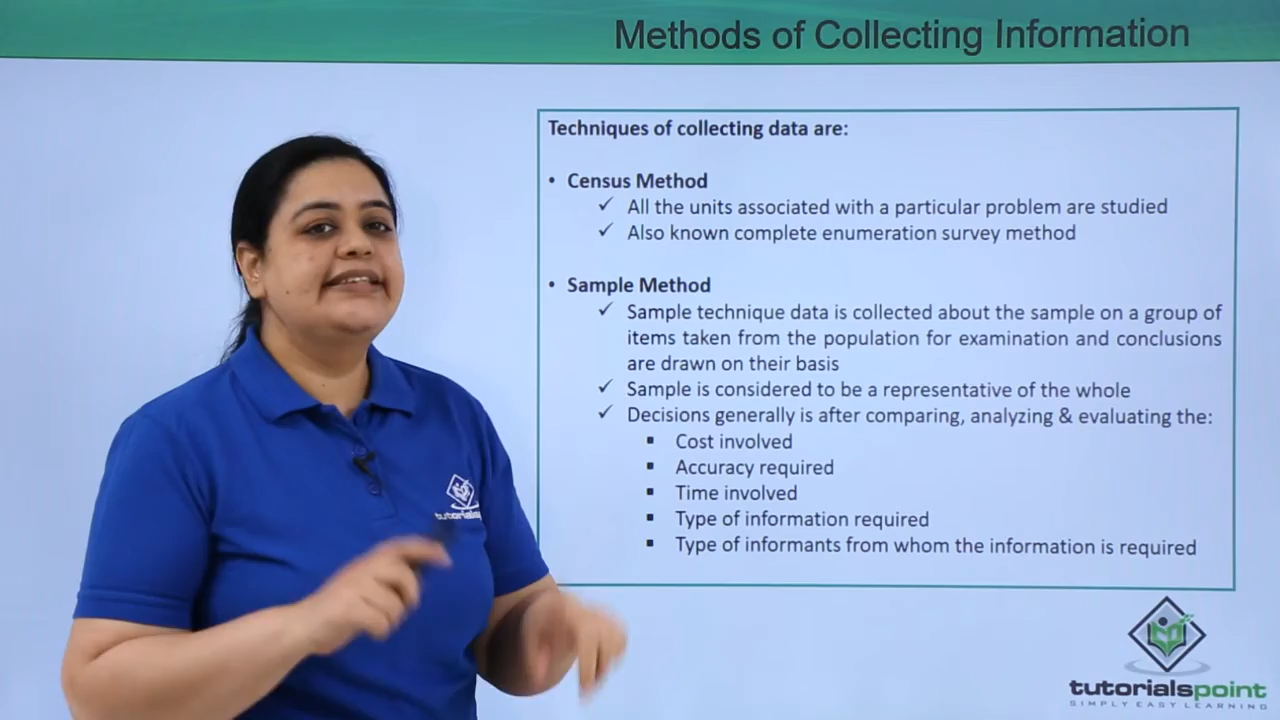 Methods of Collecting Information
Techniques of collecting data are:
• Census Method
✓ All the units associated with a particular problem are studied
✓ Also known complete enumeration survey method
• Sample Method
✓ Sample technique data is collected about the sample on a group of
items taken from the population for examination and conclusions
are drawn on their basis
✓ Sample is considered to be a representative of the whole
✓ Decisions generally is after comparing, analyzing & evaluating the:
▪ Cost involved
▪ Accuracy required
▪ Time involved
▪ Type of information required
▪ Type of informants from whom the information is required
tutorialspoint
SIMPLY EASY LEARNING